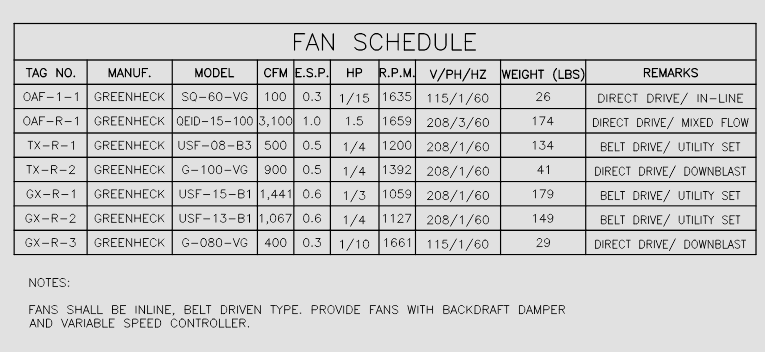 FAN SCHEDULE
TAG NO. MANUF. MODEL CFM E.S.P. HP R.P.M. V/PH/HZ WEIGHT (LBS) REMARKS
OAF-1-1 GREENHECK SQ-60-VG 100 0.3 1/15 1635 115/1/60 26 DIRECT DRIVE/ IN-LINE
OAF-R-1 GREENHECK QEID-15-100 3,100 1.0 1.5 1659 208/3/60 174 DIRECT DRIVE/ MIXED FLOW
TX-R-1 GREENHECK USF-08-B3 500 0.5 1/4 1200 208/1/60 134 BELT DRIVE/ UTILITY SET
TX-R-2 GREENHECK G-100-VG 900 0.5 1/4 1392 208/1/60 41 DIRECT DRIVE/ DOWNBLAST
GX-R-1 GREENHECK USF-15-B1 1,441 0.6 1/3 1059 208/1/60 179 BELT DRIVE/ UTILITY SET
GX-R-2 GREENHECK USF-13-B1 1,067 0.6 1/4 1127 208/1/60 149 BELT DRIVE/ UTILITY SET
GX-R-3 GREENHECK G-080-VG 400 0.3 1/10 1661 115/1/60 29 DIRECT DRIVE/ DOWNBLAST
NOTES:
FANS SHALL BE INLINE, BELT DRIVEN TYPE. PROVIDE FANS WITH BACKDRAFT DAMPER
AND VARIABLE SPEED CONTROLLER.